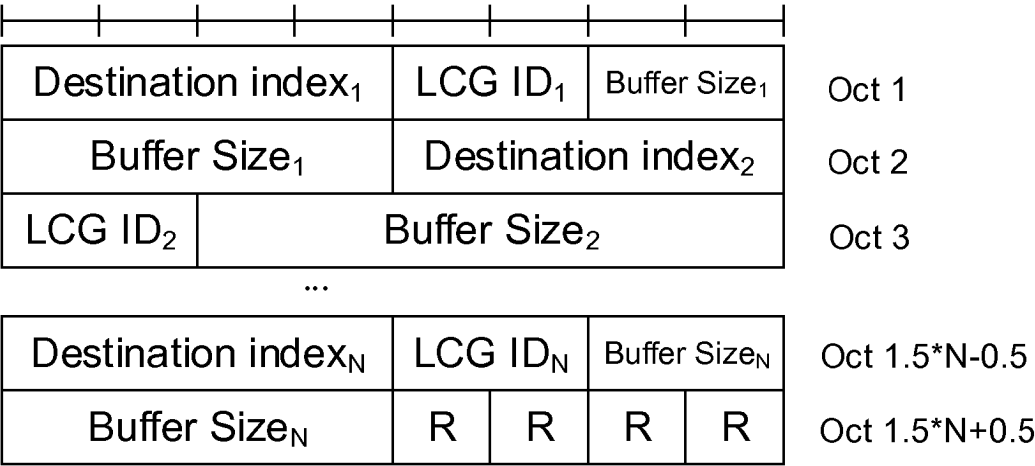 Destination index₁ LCG ID₁ Buffer Size₁ Oct 1
Buffer Size₁ Destination index₂ Oct 2
LCG ID₂ Buffer Size₂ Oct 3
...
Destination indexN LCG IDN Buffer SizeN Oct 1.5*N-0.5
Buffer SizeN R R R R Oct 1.5*N+0.5